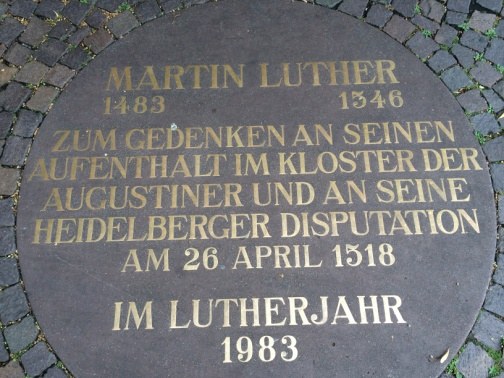 MARTIN LUTHER
1483 1546
ZUM GEDENKEN AN SEINEN
AUFENTHALT IM KLOSTER DER
AUGUSTINER UND AN SEINE
HEIDELBERGER DISPUTATION
AM 26 APRIL 1518
IM LUTHERJAHR
1983